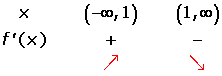 x (-∞, 1) (1, ∞)
f'(x) + -